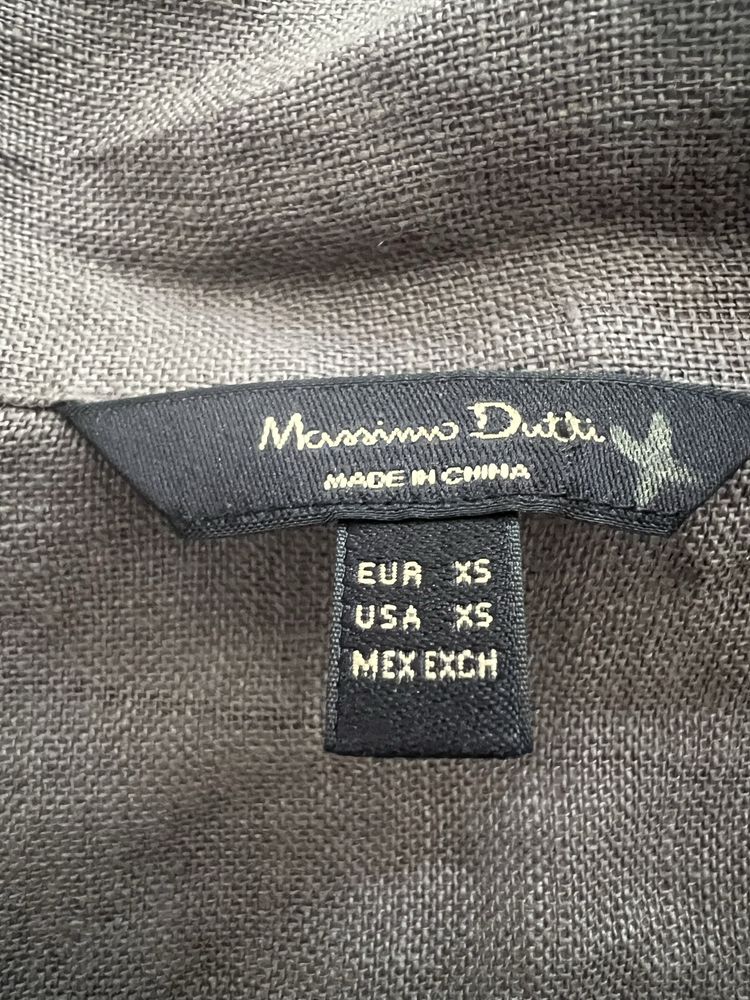 Massimo Dutti
MADE IN CHINA
EUR XS
USA XS
MEX EXCH